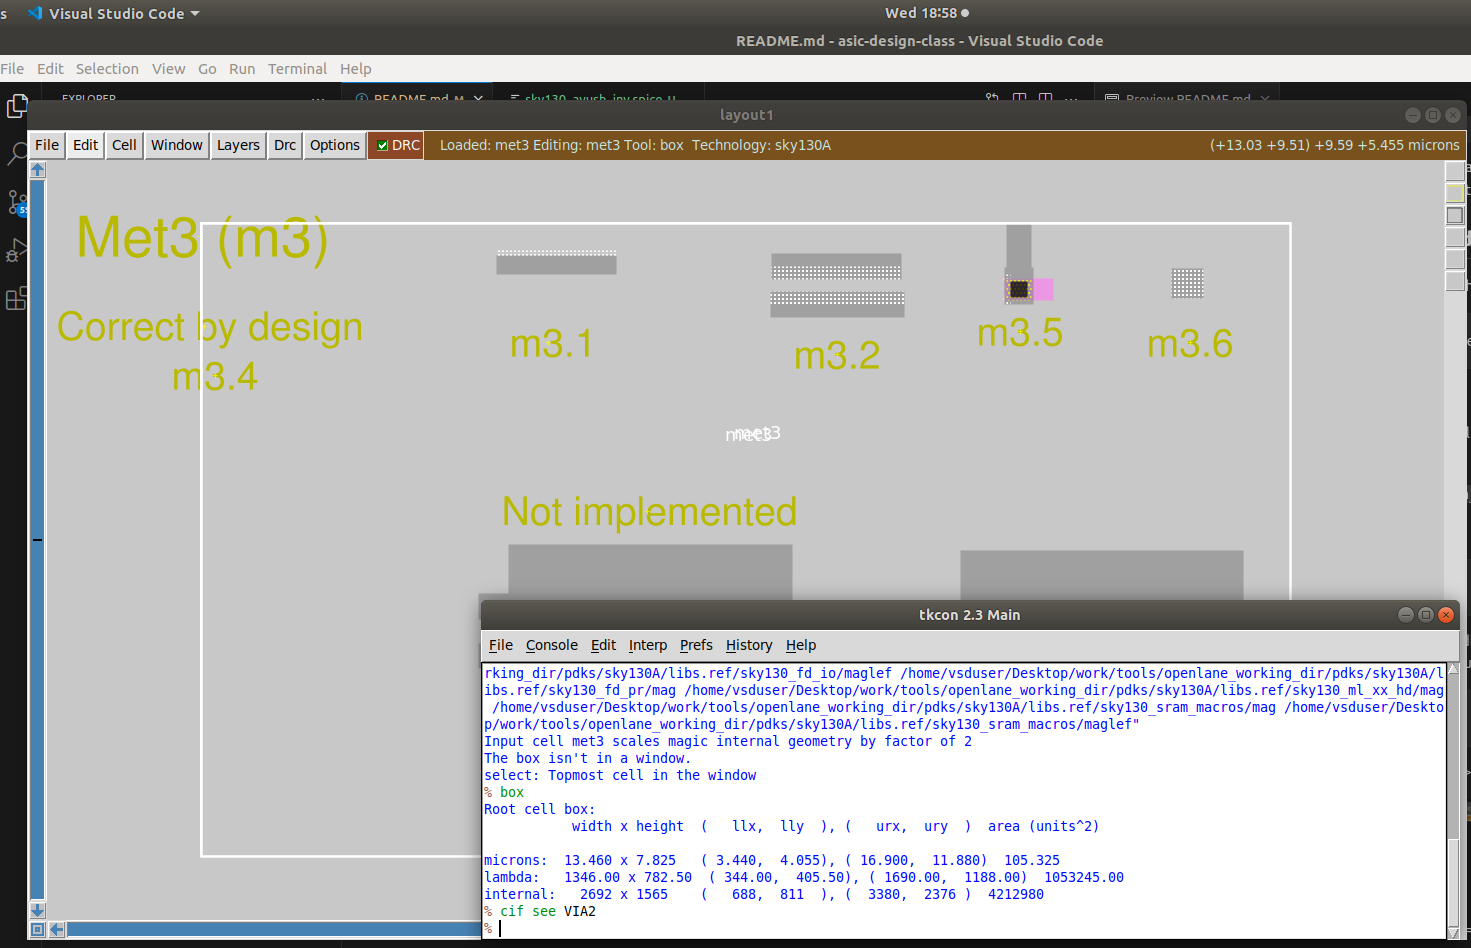 s Visual Studio Code Wed 18:58
README.md - asic-design-class - Visual Studio Code
File Edit Selection View Go Run Terminal Help
EXPLORER ... README.md M sky130_ayush_inv.spice U ... Preview README.md
layout1
File Edit Cell Window Layers Drc Options DRC Loaded: met3 Editing: met3 Tool: box Technology: sky130A (+13.03 +9.51) +9.59 +5.455 microns
Met3 (m3)
Correct by design
m3.4
m3.1
m3.2
m3.5
m3.6
met3
met3
Not implemented
tkcon 2.3 Main
File Console Edit Interp Prefs History Help
rking_dir/pdks/sky130A/libs.ref/sky130_fd_io/maglef /home/vsduser/Desktop/work/tools/openlane_working_dir/pdks/sky130A/l
ibs.ref/sky130_fd_pr/mag /home/vsduser/Desktop/work/tools/openlane_working_dir/pdks/sky130A/libs.ref/sky130_ml_xx_hd/mag
/home/vsduser/Desktop/work/tools/openlane_working_dir/pdks/sky130A/libs.ref/sky130_sram_macros/mag /home/vsduser/Deskto
p/work/tools/openlane_working_dir/pdks/sky130A/libs.ref/sky130_sram_macros/maglef"
Input cell met3 scales magic internal geometry by factor of 2
The box isn't in a window.
select: Topmost cell in the window
% box
Root cell box:
width x height ( llx, lly ), ( urx, ury ) area (units^2)
microns: 13.460 x 7.825 ( 3.440, 4.055), ( 16.900, 11.880) 105.325
lambda: 1346.00 x 782.50 ( 344.00, 405.50), ( 1690.00, 1188.00) 1053245.00
internal: 2692 x 1565 ( 688, 811 ), ( 3380, 2376 ) 4212980
% cif see VIA2
%